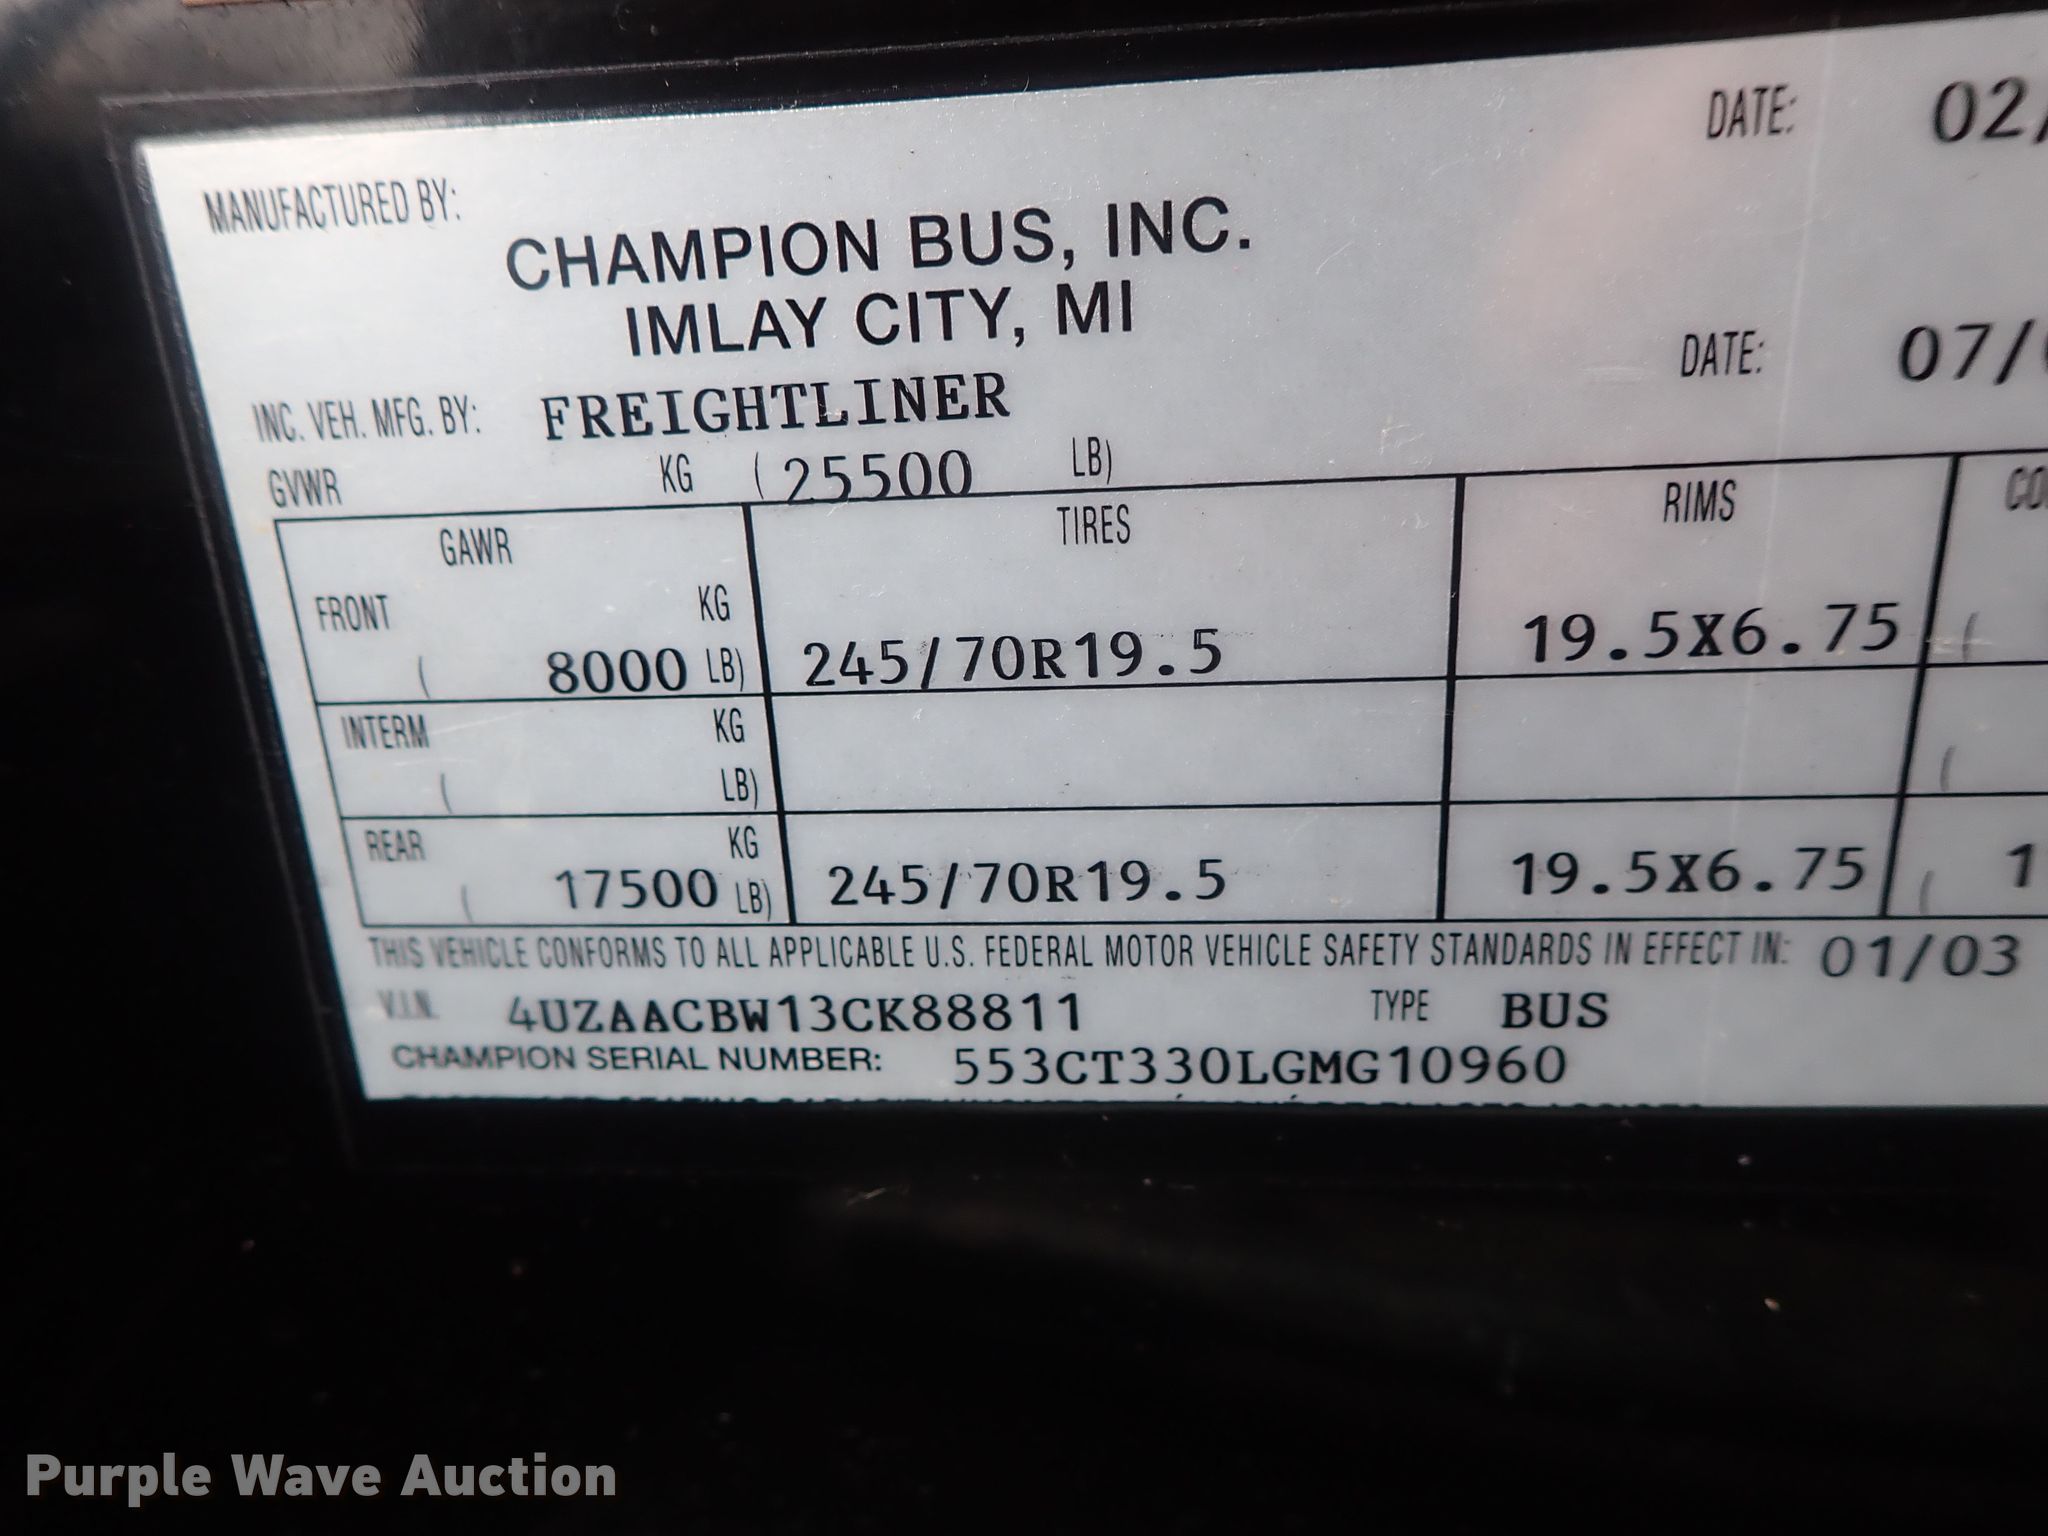 DATE: 02/
MANUFACTURED BY:
CHAMPION BUS, INC.
IMLAY CITY, MI
DATE: 07/
INC. VEH. MFG. BY: FREIGHTLINER
GVWR KG (25500 LB)
GAWR TIRES RIMS
FRONT KG
( 8000 LB) 245/70R19.5 19.5X6.75 (
INTERM KG
( LB) (
REAR KG
( 17500 LB) 245/70R19.5 19.5X6.75 ( 1
THIS VEHICLE CONFORMS TO ALL APPLICABLE U.S. FEDERAL MOTOR VEHICLE SAFETY STANDARDS IN EFFECT IN: 01/03
V.I.N. 4UZAACBW13CK88811 TYPE BUS
CHAMPION SERIAL NUMBER: 553CT330LGMG10960
Purple Wave Auction